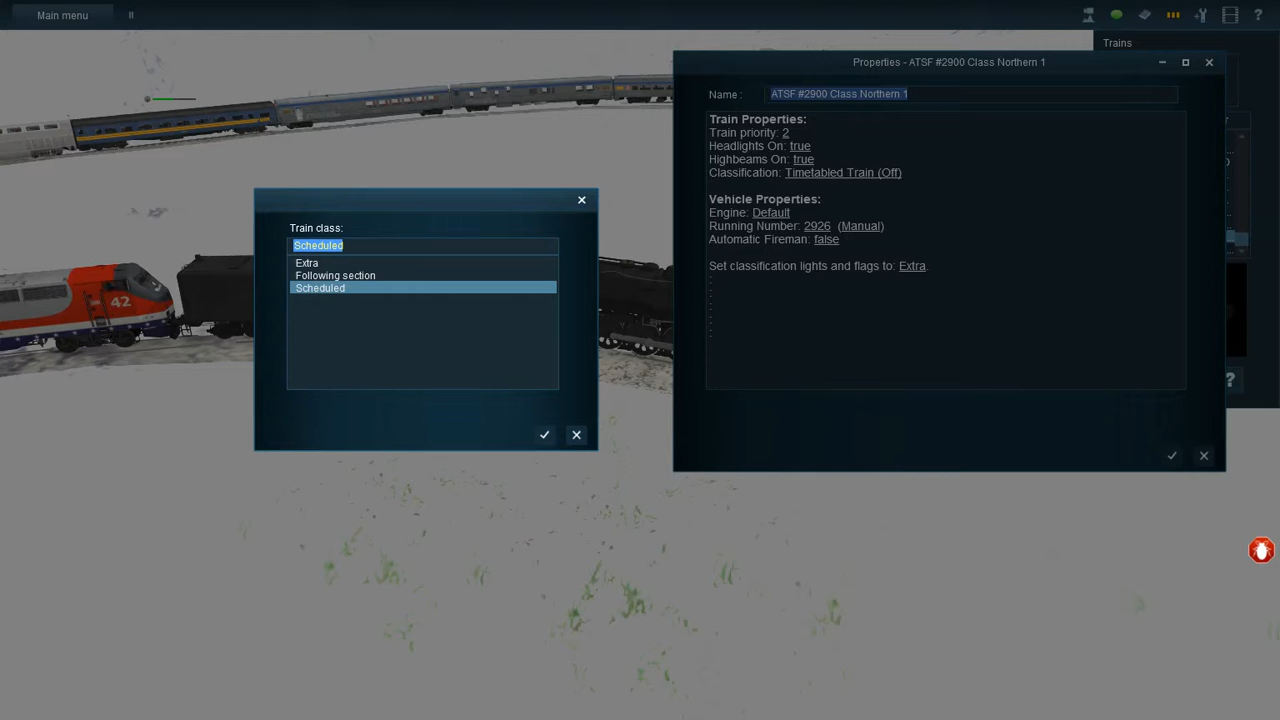 Main menu
Trains
Properties - ATSF #2900 Class Northern 1
Name :
ATSF #2900 Class Northern 1
Train Properties:
Train priority: 2
Headlights On: true
Highbeams On: true
Classification: Timetabled Train (Off)
Vehicle Properties:
Engine: Default
Running Number: 2926 (Manual)
Automatic Fireman: false
Set classification lights and flags to: Extra.
Train class:
Scheduled
Extra
Following section
Scheduled
42
?
?